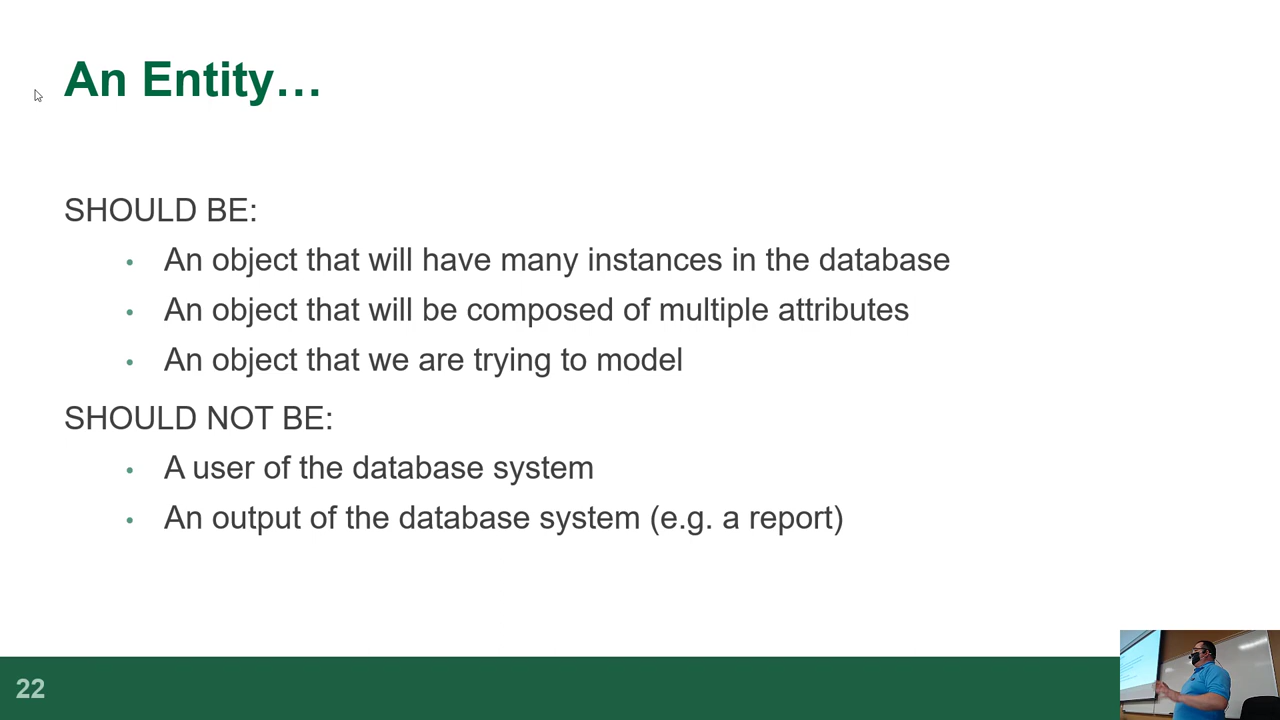 An Entity…
SHOULD BE:
• An object that will have many instances in the database
• An object that will be composed of multiple attributes
• An object that we are trying to model
SHOULD NOT BE:
• A user of the database system
• An output of the database system (e.g. a report)
22